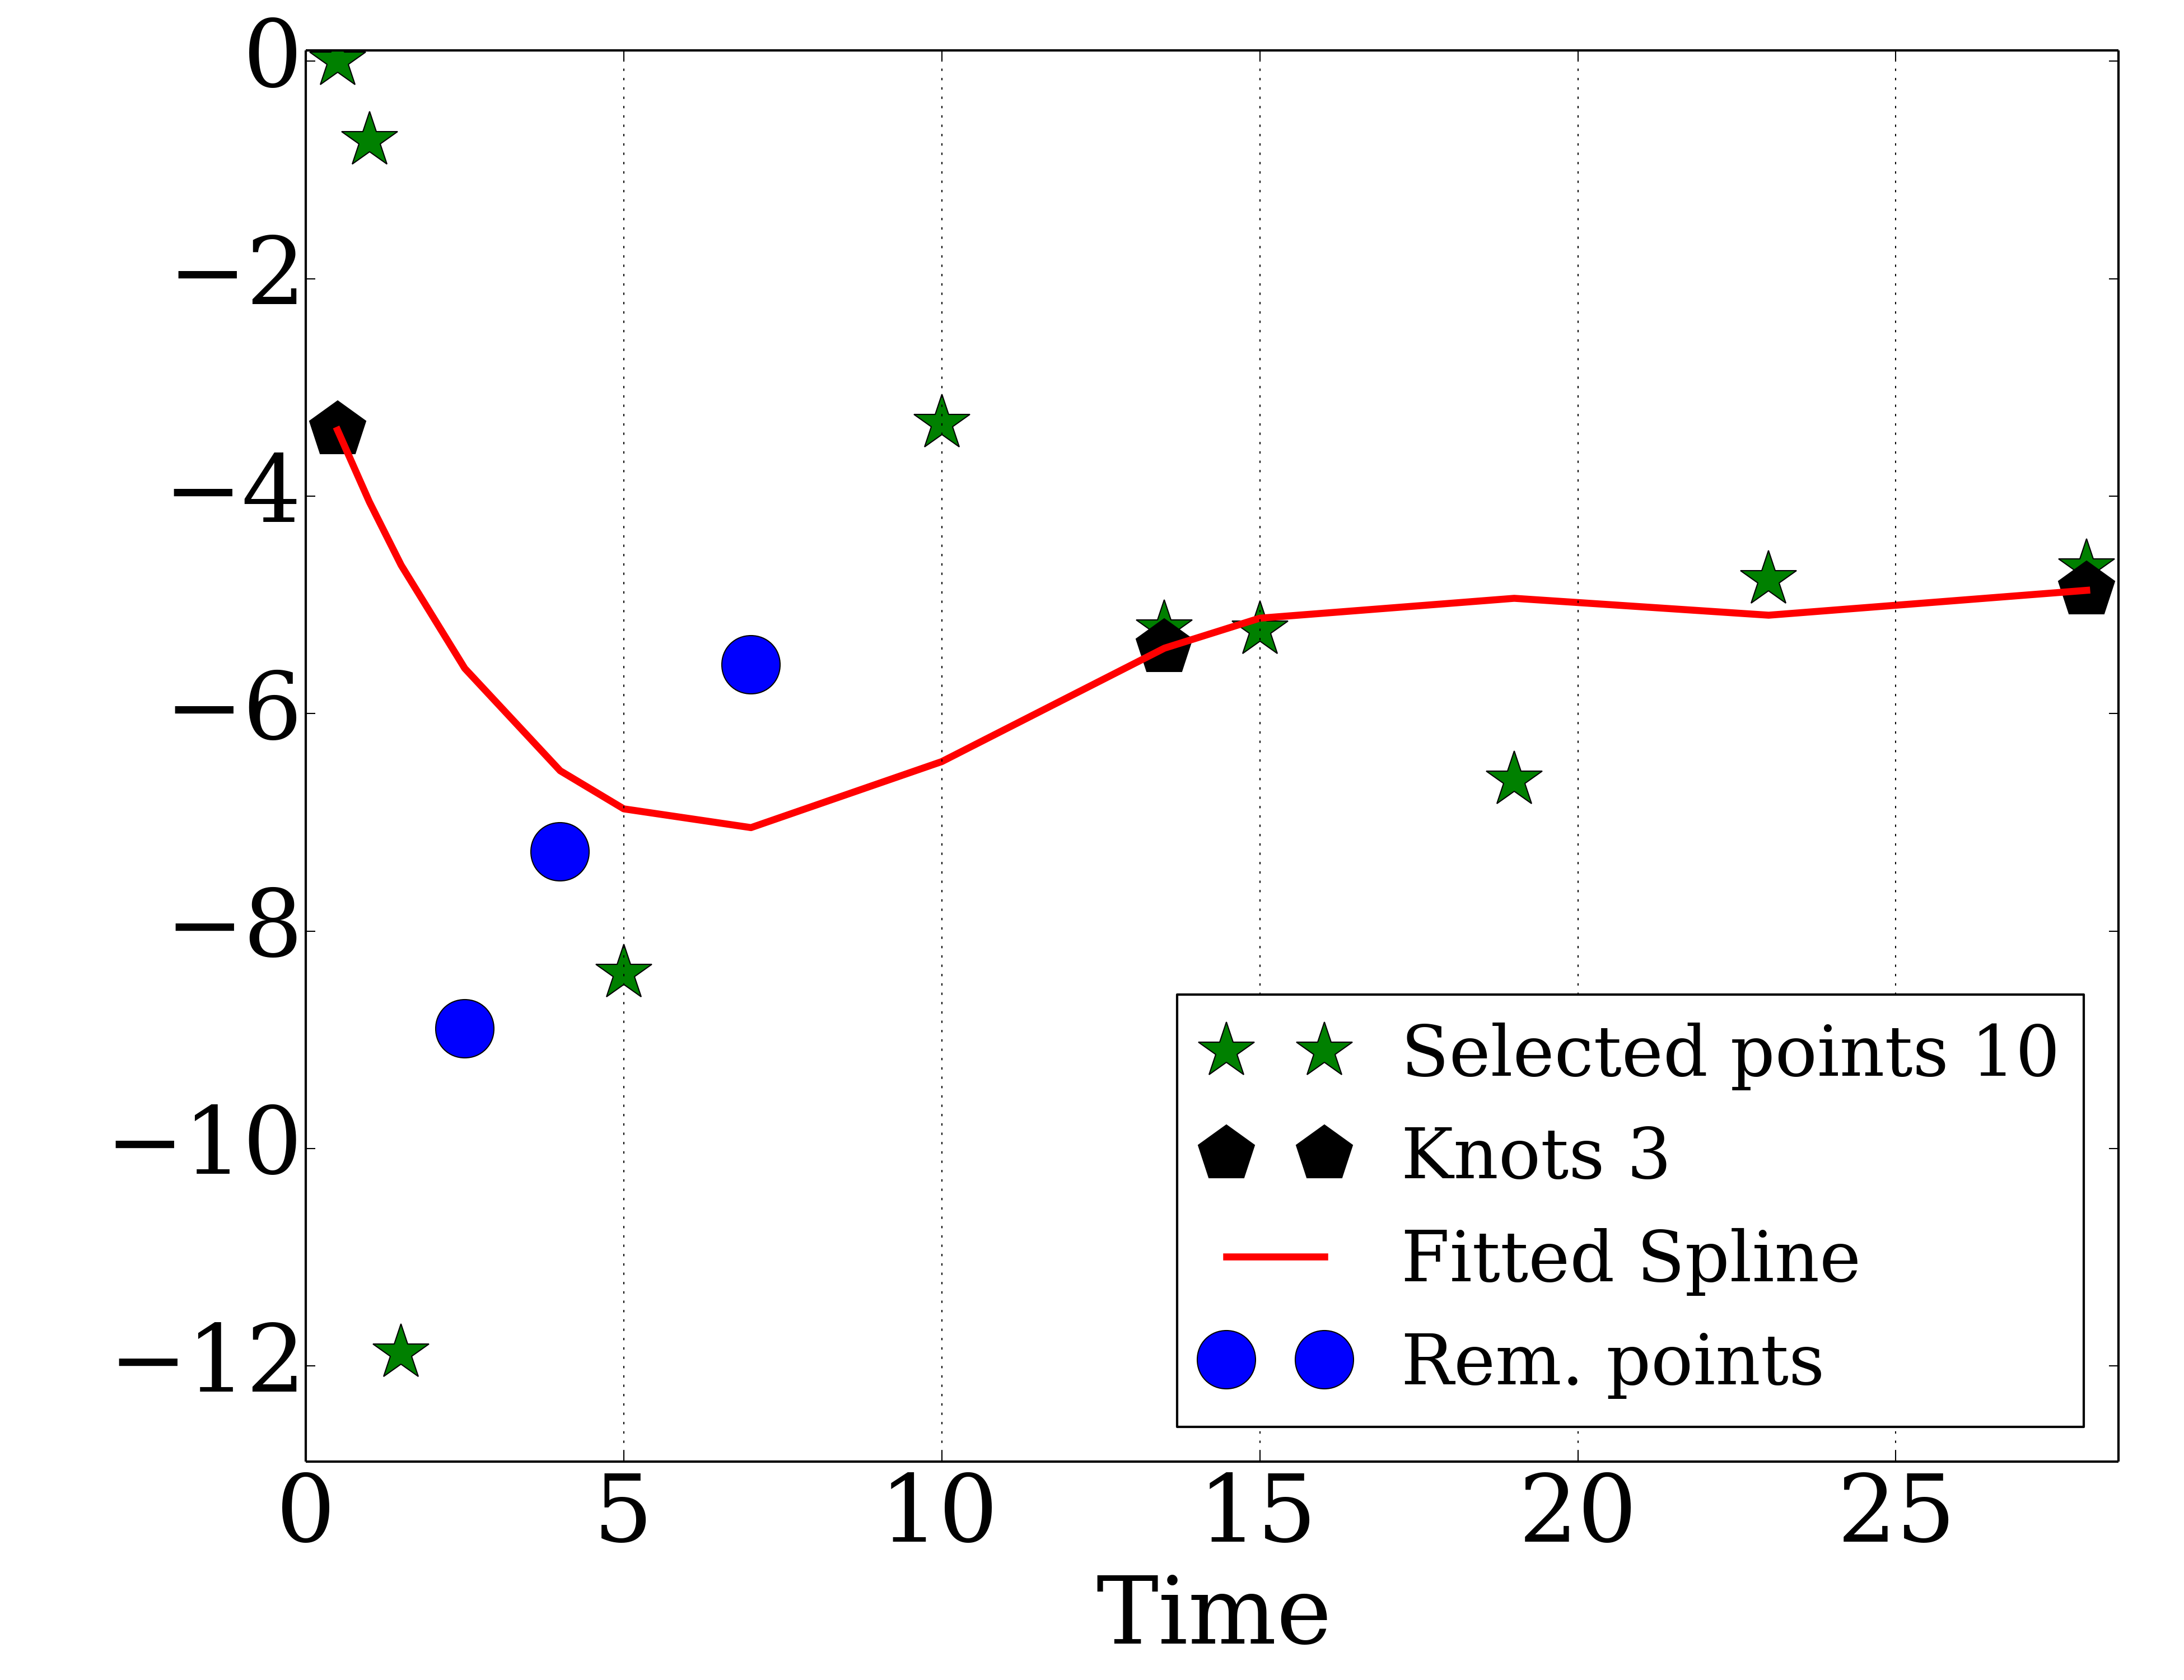 0
−2
−4
−6
−8
−10
−12
Selected points 10
Knots 3
Fitted Spline
Rem. points
0 5 10 15 20 25
Time